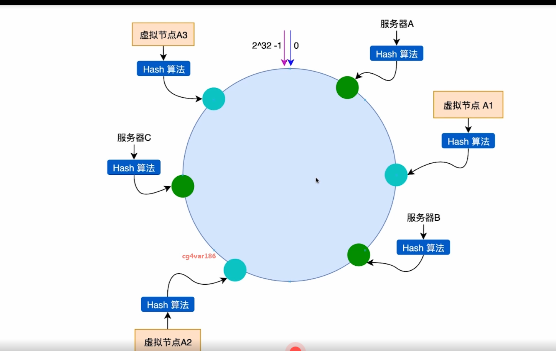 虚拟节点A3
Hash 算法
2^32 -1
0
服务器A
Hash 算法
虚拟节点 A1
Hash 算法
服务器C
Hash 算法
服务器B
Hash 算法
cg4var186
Hash 算法
虚拟节点A2